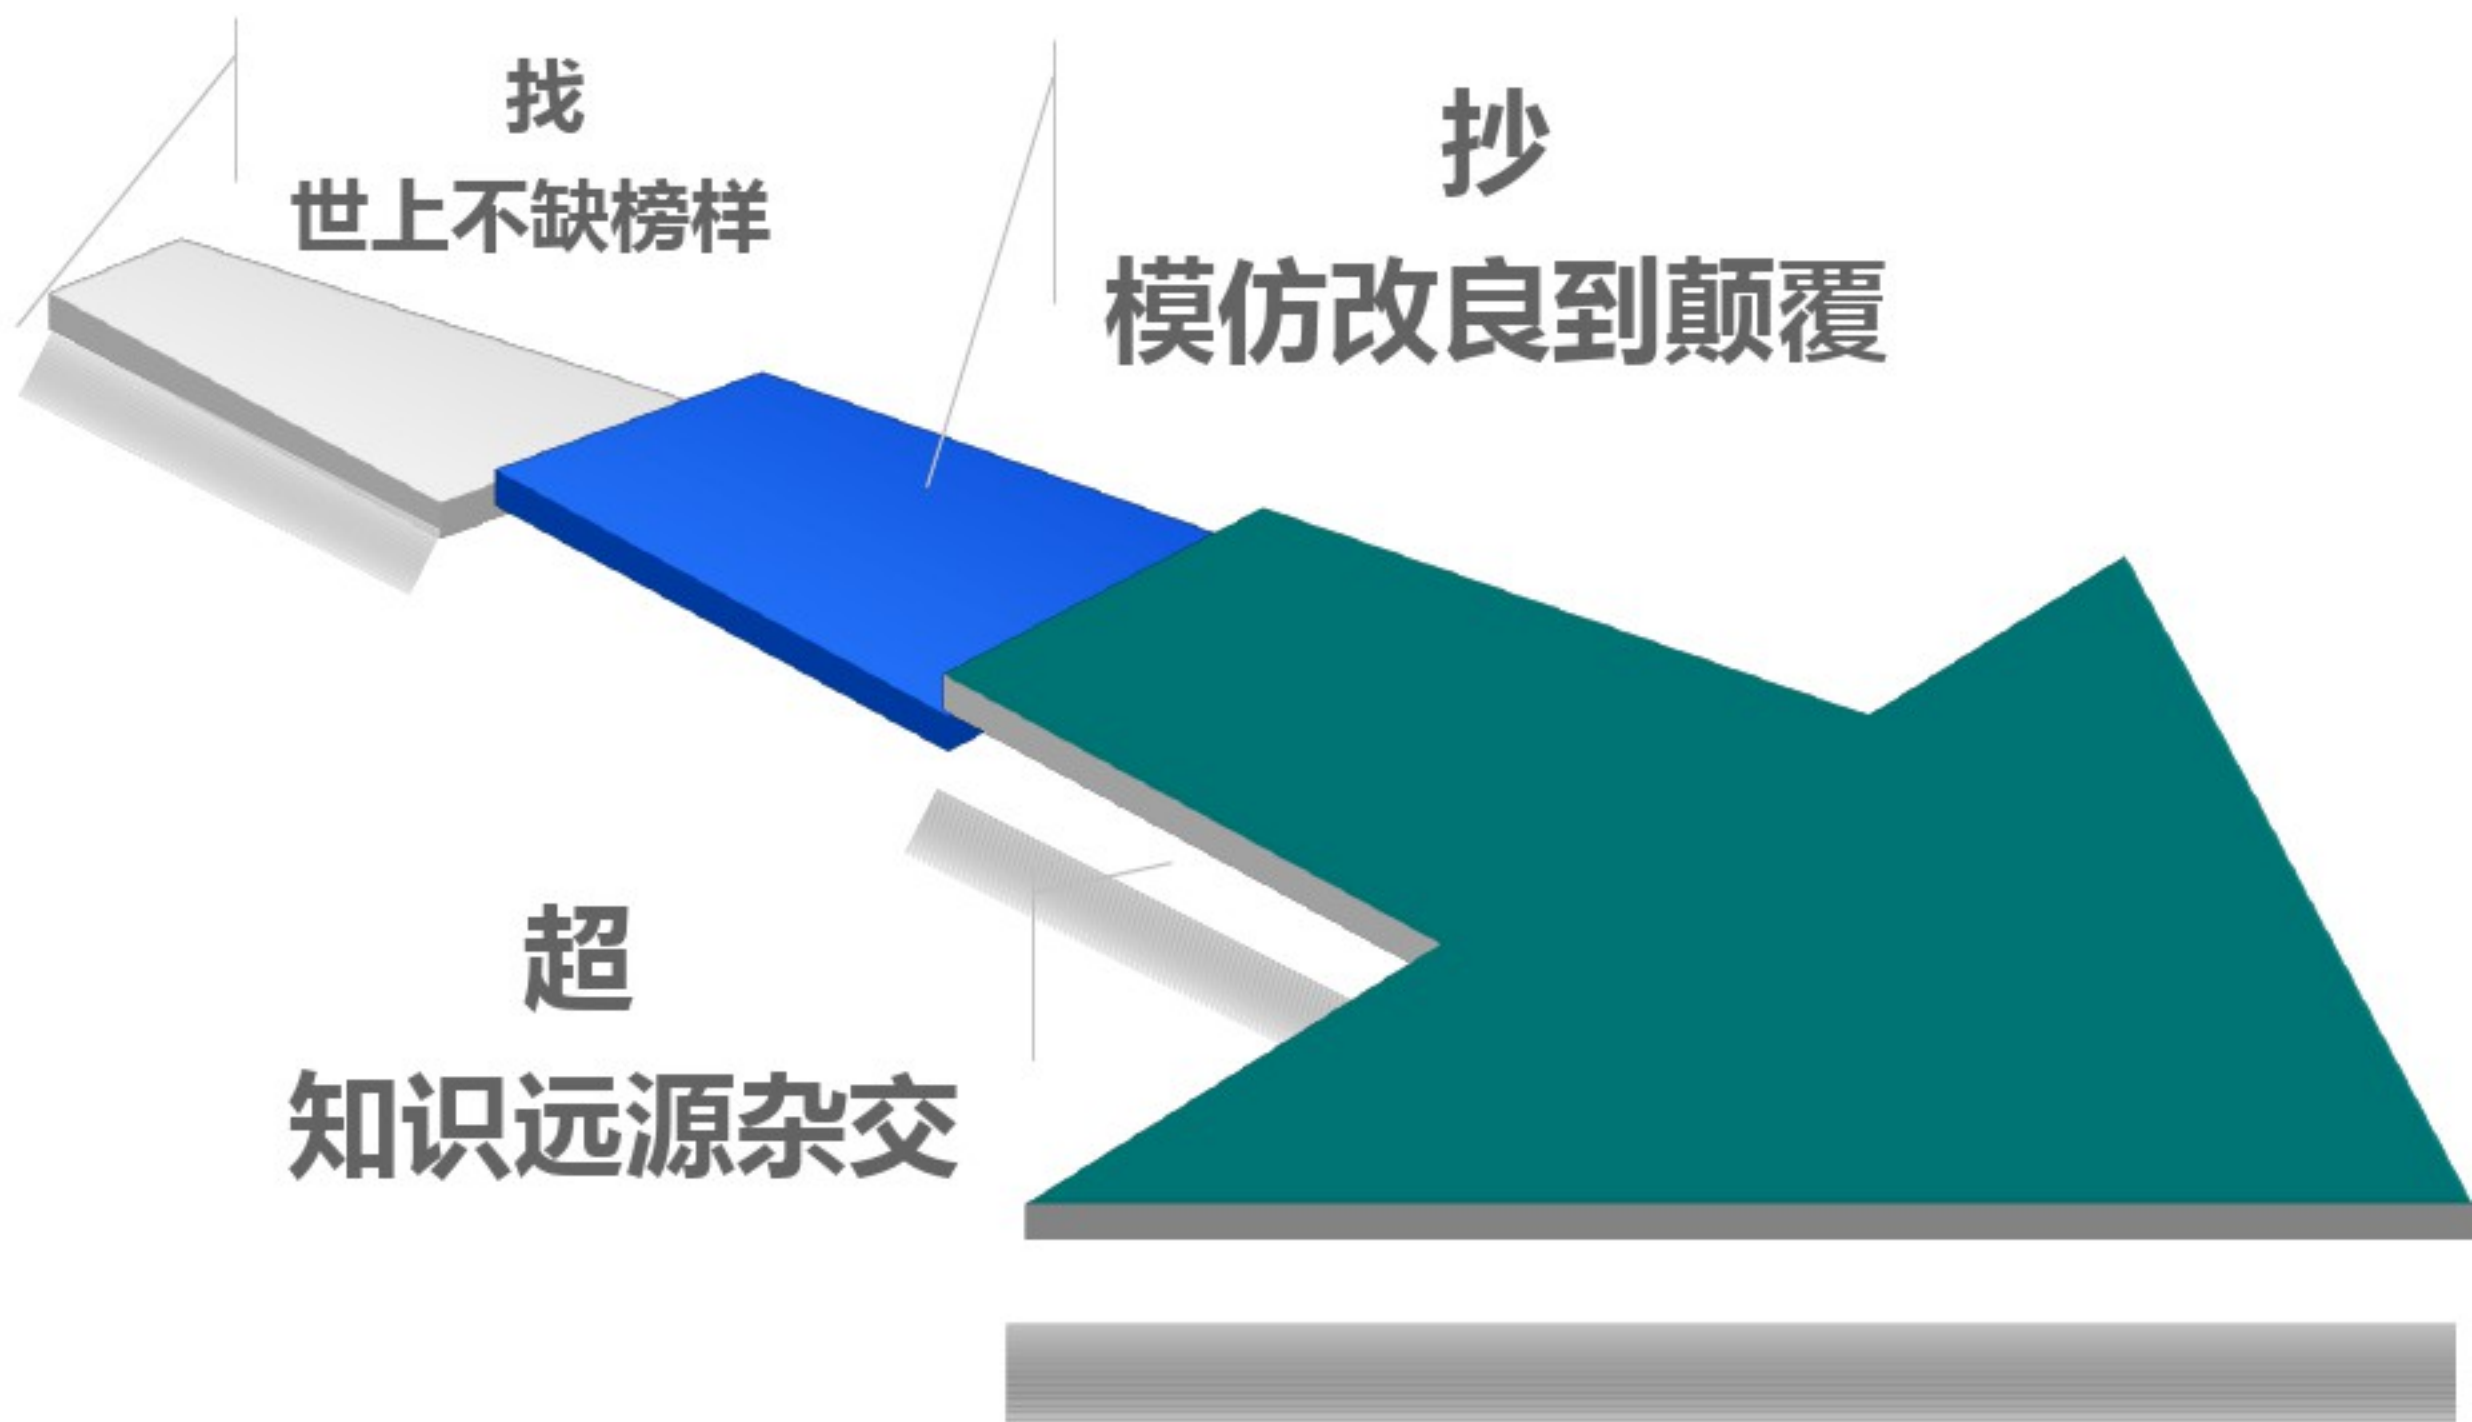 找
世上不缺榜样
抄
模仿改良到颠覆
超
知识远源杂交